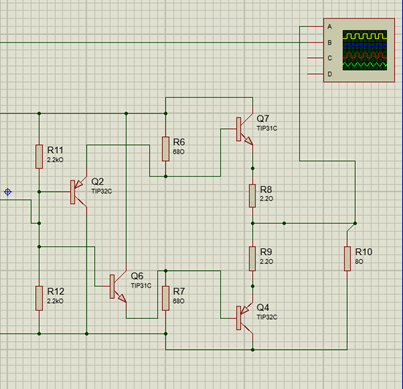 A
B
C
D
Q7
TIP31C
R11
2.2kO
R6
68O
Q2
TIP32C
R8
2.2O
R9
2.2O
R10
8O
Q6
TIP31C
R12
2.2kO
R7
68O
Q4
TIP32C